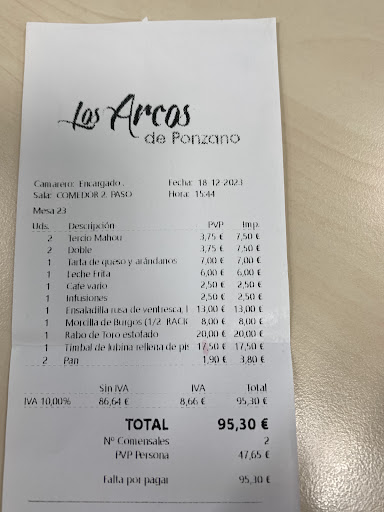 Los Arcos
de Ponzano
Camarero: Encargado . Fecha: 18-12-2023
Sala: COMEDOR 2. PASO Hora: 15:44
Mesa 23
Uds. Descripción PVP Imp.
2 Tercio Mahou 3,75 € 7,50 €
2 Doble 3,75 € 7,50 €
1 Tarta de queso y arándanos 7,00 € 7,00 €
1 Leche Frita 6,00 € 6,00 €
1 Café vario 2,50 € 2,50 €
1 Infusiones 2,50 € 2,50 €
1 Ensaladilla rusa de ventresca, 13,00 € 13,00 €
1 Morcilla de Burgos (1/2 RACI 8,00 € 8,00 €
1 Rabo de Toro estofado 20,00 € 20,00 €
1 Timbal de lubina rellena de pis 17,50 € 17,50 €
2 Pan 1,90 € 3,80 €
Sin IVA IVA Total
IVA 10,00% 86,64 € 8,66 € 95,30 €
TOTAL 95,30 €
Nº Comensales 2
PVP Persona 47,65 €
Falta por pagar 95,30 €